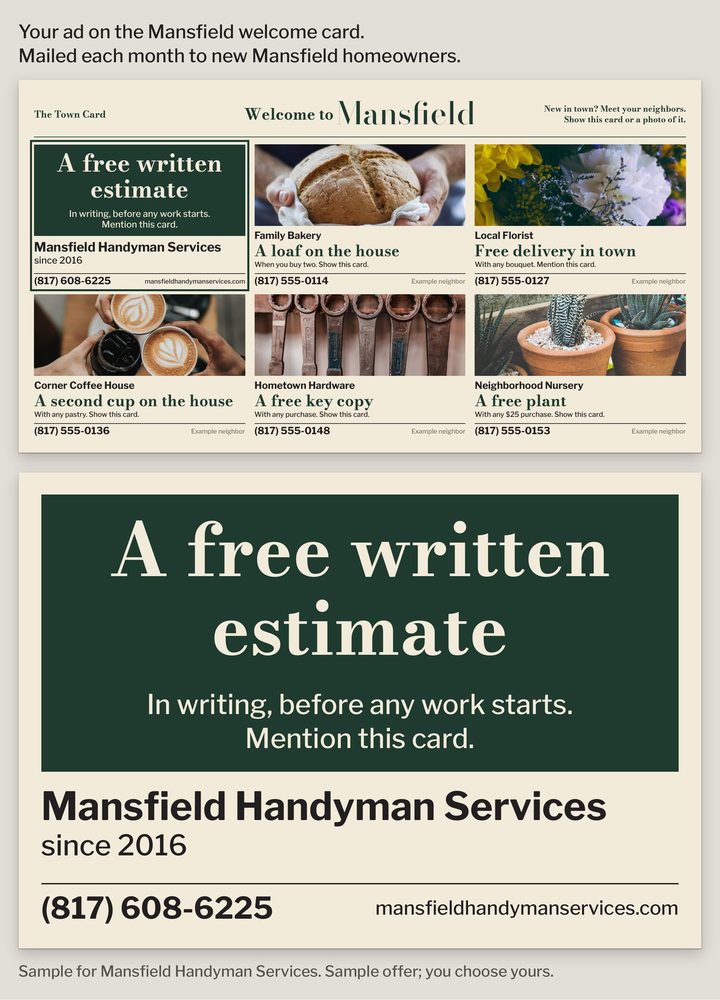 Your ad on the Mansfield welcome card.
Mailed each month to new Mansfield homeowners.
The Town Card
Welcome to Mansfield
New in town? Meet your neighbors.
Show this card or a photo of it.
A free written
estimate
In writing, before any work starts.
Mention this card.
Mansfield Handyman Services
since 2016
(817) 608-6225
mansfieldhandymanservices.com
Family Bakery
A loaf on the house
When you buy two. Show this card.
(817) 555-0114
Example neighbor
Local Florist
Free delivery in town
With any bouquet. Mention this card.
(817) 555-0127
Example neighbor
Corner Coffee House
A second cup on the house
With any pastry. Show this card.
(817) 555-0136
Example neighbor
Hometown Hardware
A free key copy
With any purchase. Show this card.
(817) 555-0148
Example neighbor
Neighborhood Nursery
A free plant
With any $25 purchase. Show this card.
(817) 555-0153
Example neighbor
A free written
estimate
In writing, before any work starts.
Mention this card.
Mansfield Handyman Services
since 2016
(817) 608-6225
mansfieldhandymanservices.com
Sample for Mansfield Handyman Services. Sample offer; you choose yours.